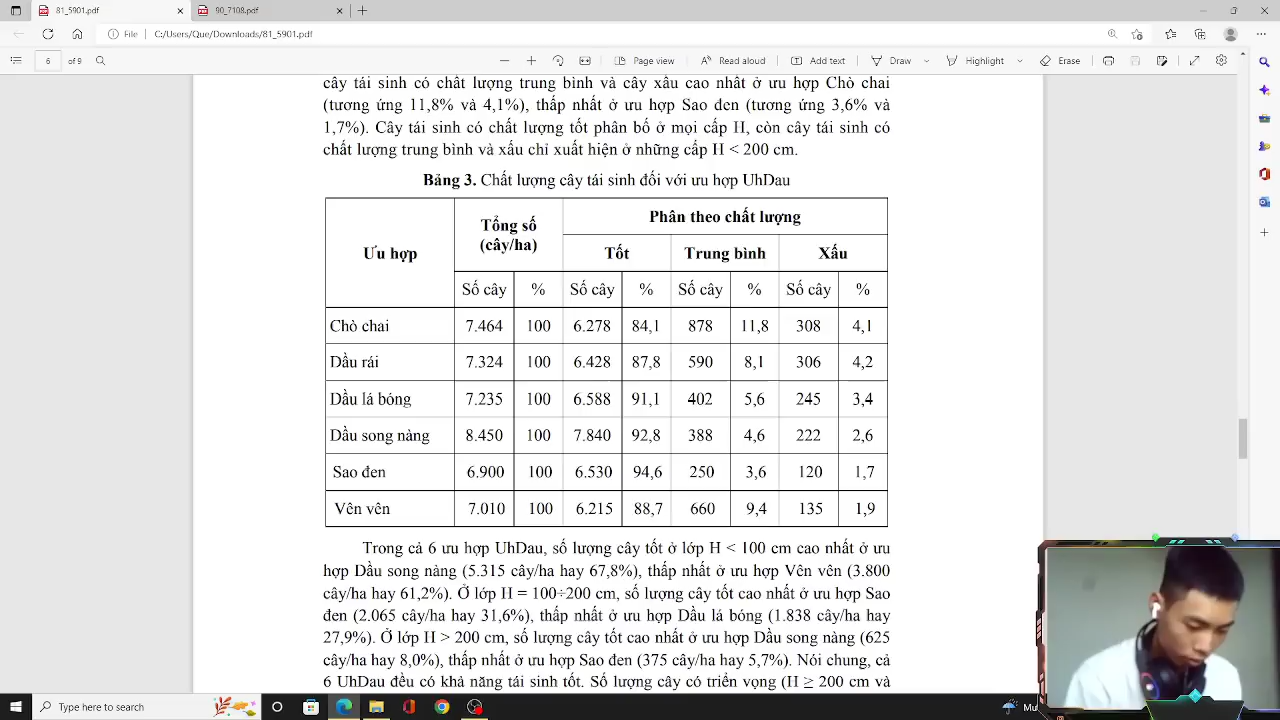 81_5901.pdf
90_7108.pdf
File C:/Users/Que/Downloads/81_5901.pdf
6 of 9 Page view Read aloud Add text Draw Highlight Erase
cây tái sinh có chất lượng trung bình và cây xấu cao nhất ở ưu hợp Chò chai
(tương ứng 11,8% và 4,1%), thấp nhất ở ưu hợp Sao đen (tương ứng 3,6% và
1,7%). Cây tái sinh có chất lượng tốt phân bố ở mọi cấp H, còn cây tái sinh có
chất lượng trung bình và xấu chỉ xuất hiện ở những cấp H < 200 cm.
Bảng 3. Chất lượng cây tái sinh đối với ưu hợp UhDau
Ưu hợp
Tổng số
(cây/ha)
Phân theo chất lượng
Tốt Trung bình Xấu
Số cây % Số cây % Số cây % Số cây %
Chò chai 7.464 100 6.278 84,1 878 11,8 308 4,1
Dầu rái 7.324 100 6.428 87,8 590 8,1 306 4,2
Dầu lá bóng 7.235 100 6.588 91,1 402 5,6 245 3,4
Dầu song nàng 8.450 100 7.840 92,8 388 4,6 222 2,6
Sao đen 6.900 100 6.530 94,6 250 3,6 120 1,7
Vên vên 7.010 100 6.215 88,7 660 9,4 135 1,9
Trong cả 6 ưu hợp UhDau, số lượng cây tốt ở lớp H < 100 cm cao nhất ở ưu
hợp Dầu song nàng (5.315 cây/ha hay 67,8%), thấp nhất ở ưu hợp Vên vên (3.800
cây/ha hay 61,2%). Ở lớp H = 100÷200 cm, số lượng cây tốt cao nhất ở ưu hợp Sao
đen (2.065 cây/ha hay 31,6%), thấp nhất ở ưu hợp Dầu lá bóng (1.838 cây/ha hay
27,9%). Ở lớp H > 200 cm, số lượng cây tốt cao nhất ở ưu hợp Dầu song nàng (625
cây/ha hay 8,0%), thấp nhất ở ưu hợp Sao đen (375 cây/ha hay 5,7%). Nói chung, cả
6 UhDau đều có khả năng tái sinh tốt. Số lượng cây có triển vọng (H ≥ 200 cm và
Type here to search